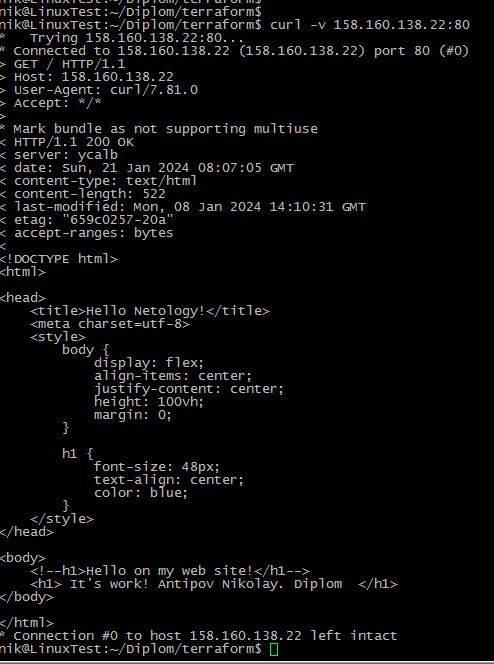 nik@LinuxTest:~/Diplom/terraform$
nik@LinuxTest:~/Diplom/terraform$
nik@LinuxTest:~/Diplom/terraform$ curl -v 158.160.138.22:80
*   Trying 158.160.138.22:80...
* Connected to 158.160.138.22 (158.160.138.22) port 80 (#0)
> GET / HTTP/1.1
> Host: 158.160.138.22
> User-Agent: curl/7.81.0
> Accept: */*
>
* Mark bundle as not supporting multiuse
< HTTP/1.1 200 OK
< server: ycalb
< date: Sun, 21 Jan 2024 08:07:05 GMT
< content-type: text/html
< content-length: 522
< last-modified: Mon, 08 Jan 2024 14:10:31 GMT
< etag: "659c0257-20a"
< accept-ranges: bytes
<
<!DOCTYPE html>
<html>

<head>
    <title>Hello Netology!</title>
    <meta charset=utf-8>
    <style>
        body {
            display: flex;
            align-items: center;
            justify-content: center;
            height: 100vh;
            margin: 0;
        }

        h1 {
            font-size: 48px;
            text-align: center;
            color: blue;
        }
    </style>
</head>

<body>
    <!--h1>Hello on my web site!</h1-->
    <h1> It's work! Antipov Nikolay. Diplom  </h1>
</body>

</html>
* Connection #0 to host 158.160.138.22 left intact
nik@LinuxTest:~/Diplom/terraform$